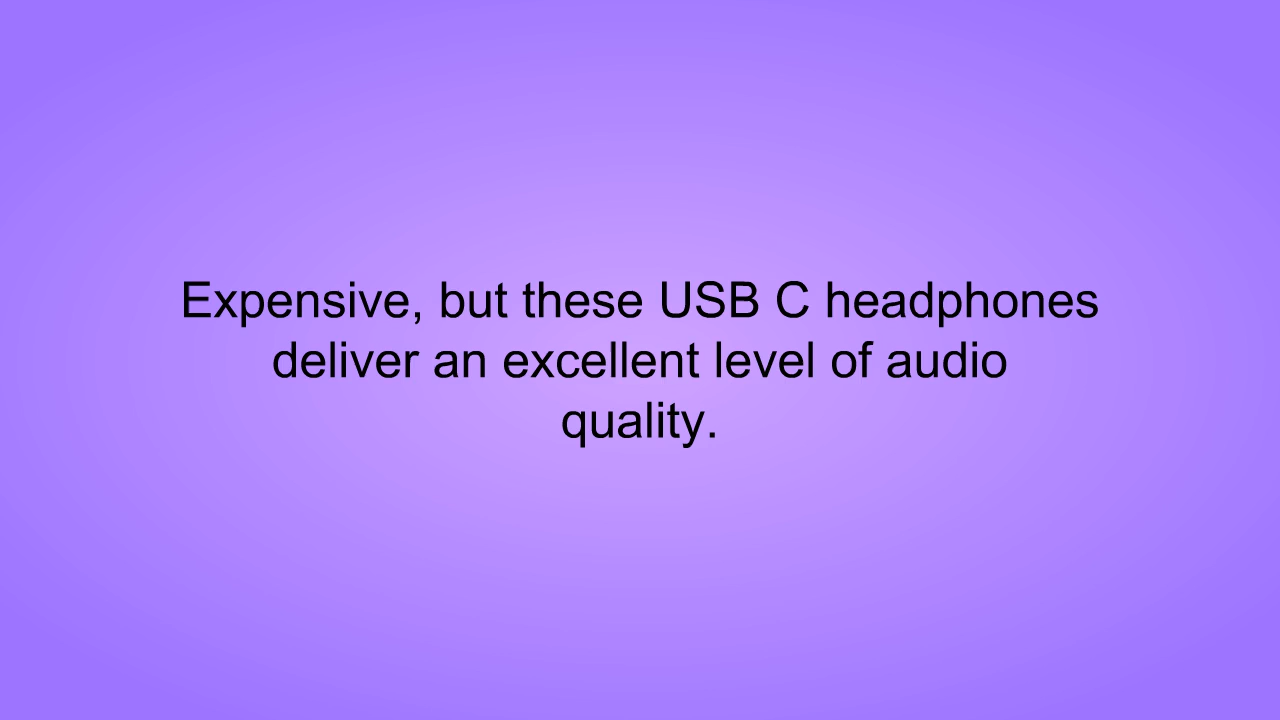 Expensive, but these USB C headphones
deliver an excellent level of audio
quality.